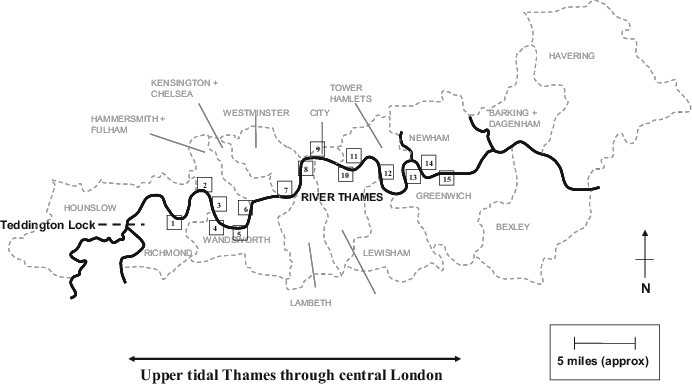 HAVERING
KENSINGTON +
CHELSEA
TOWER
HAMLETS
HAMMERSMITH +
FULHAM
WESTMINSTER
CITY
BARKING +
DAGENHAM
NEWHAM
9
11
14
8
10
12
13
15
2
7
RIVER THAMES
GREENWICH
HOUNSLOW
3
6
Teddington Lock
1
4
5
BEXLEY
WANDSWORTH
RICHMOND
LEWISHAM
LAMBETH
N
5 miles (approx)
Upper tidal Thames through central London